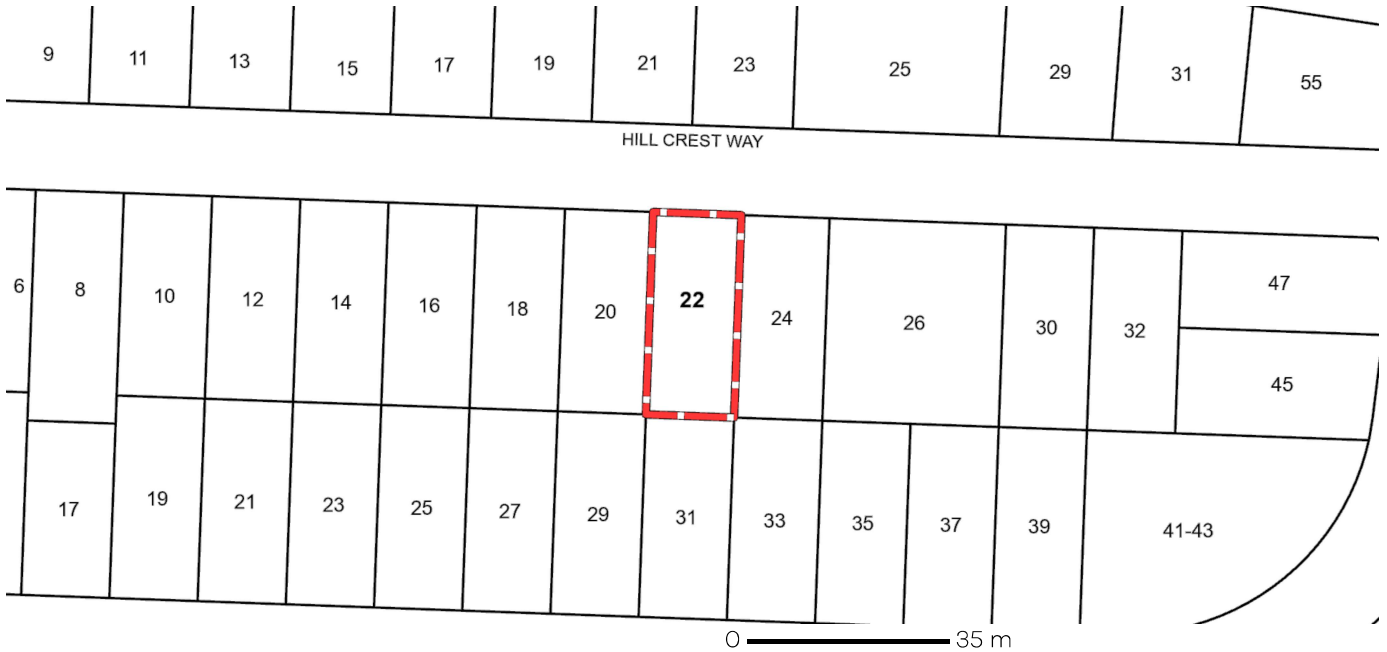 9 11 13 15 17 19 21 23 25 29 31 55
HILL CREST WAY
6 8 10 12 14 16 18 20 22 24 26 30 32 47
45
17 19 21 23 25 27 29 31 33 35 37 39 41-43
0 35 m